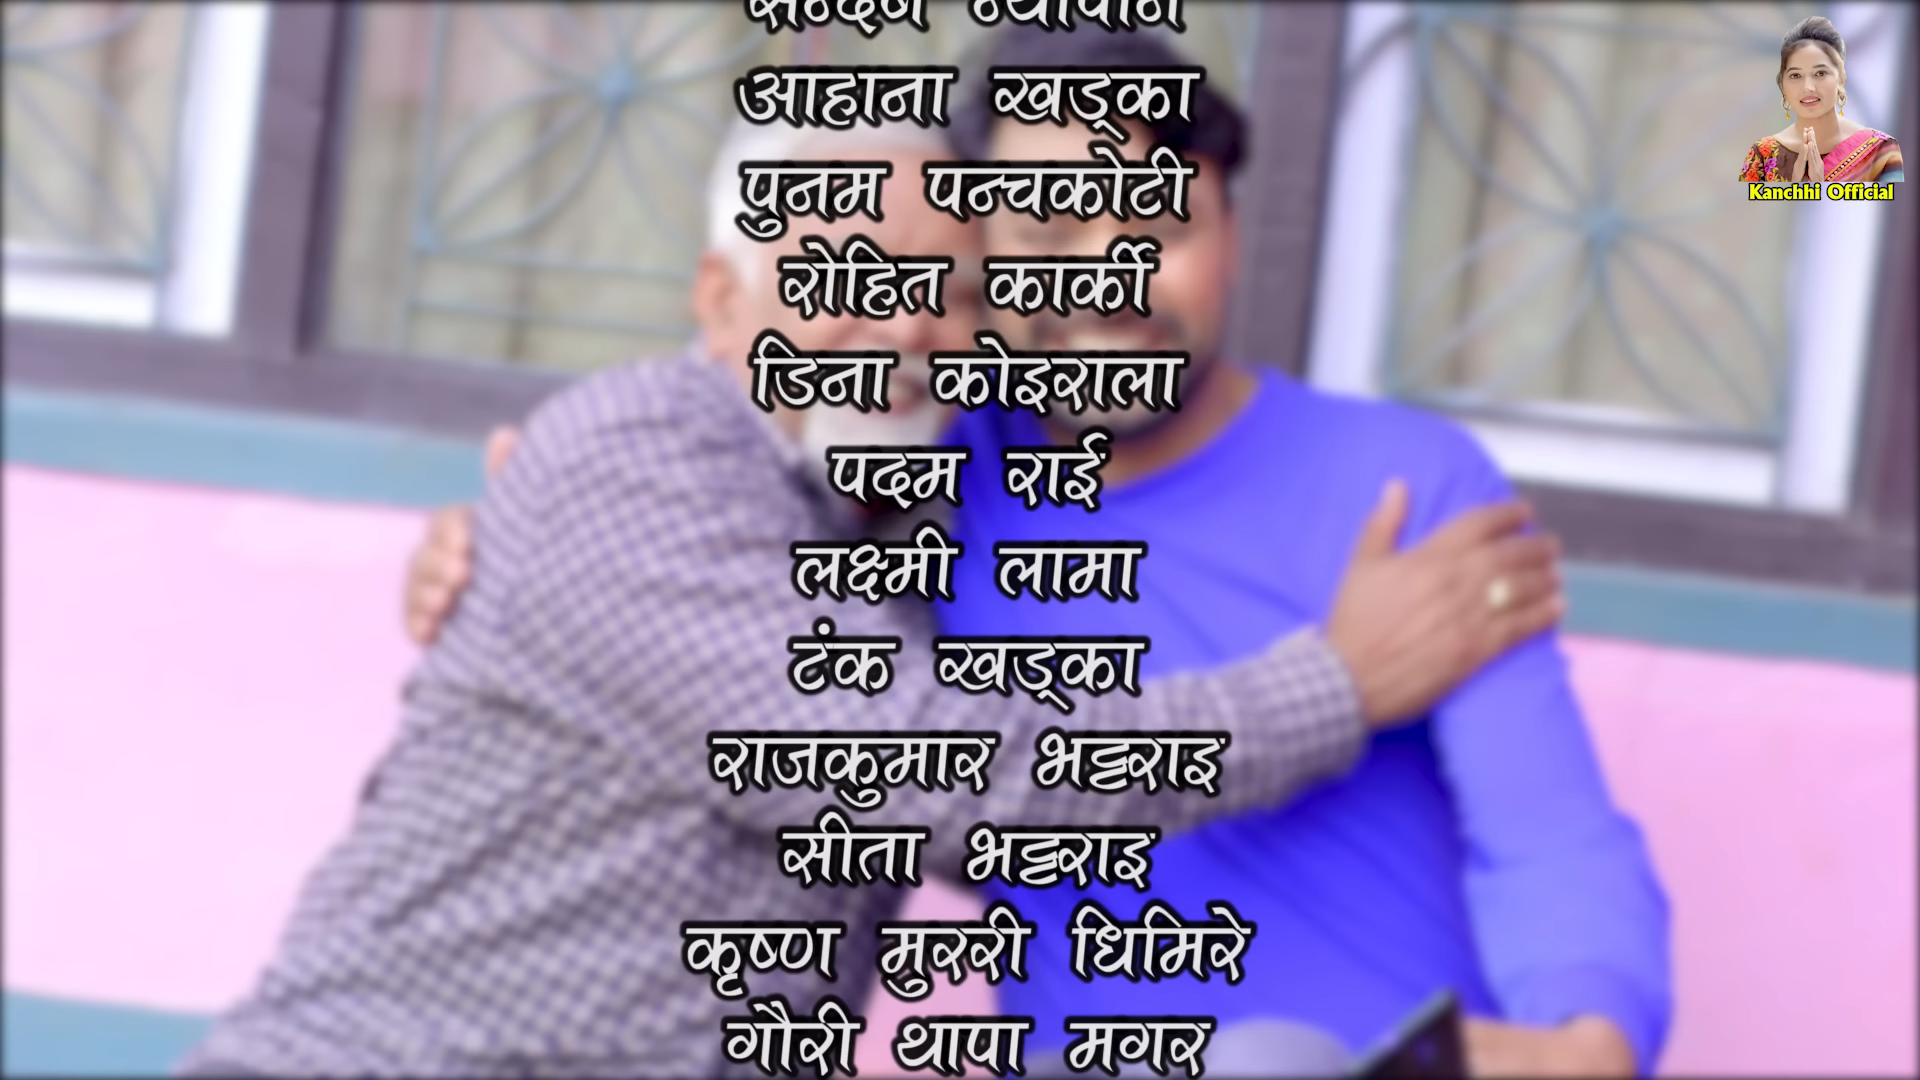 आहाना खड्का
पुनम पन्चकोटी
रोहित कार्की
डिना कोइराला
पदम राई
लक्ष्मी लामा
टंक खड्का
राजकुमार भट्टराइ
सीता भट्टराइ
कृष्ण मुररी धिमिरे
गौरी थापा मगर
Kanchhi Official